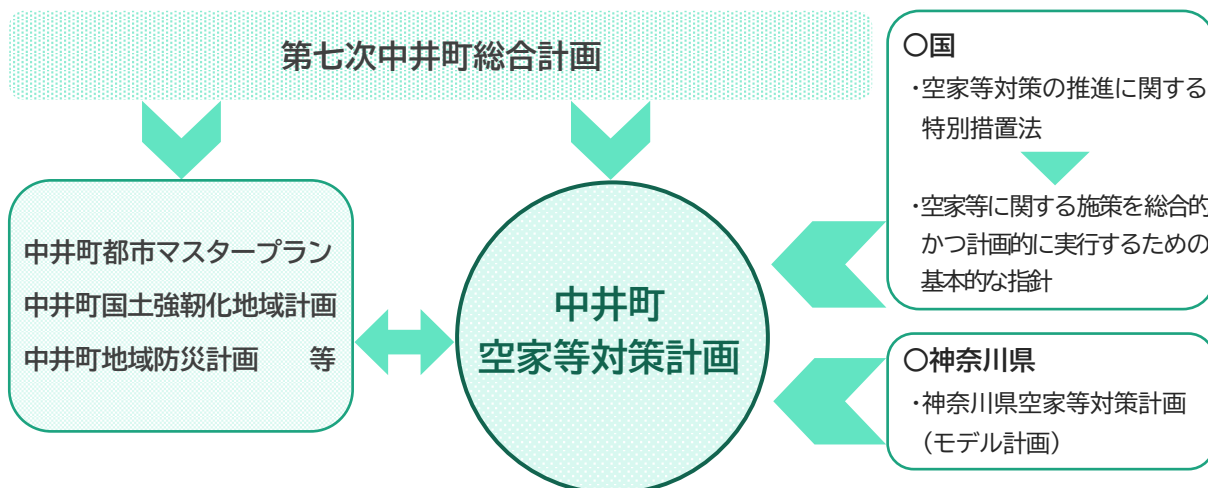 第七次中井町総合計画
中井町都市マスタープラン
中井町国土強靭化地域計画
中井町地域防災計画　等
中井町
空家等対策計画
〇国
・空家等対策の推進に関する
特別措置法
・空家等に関する施策を総合的
かつ計画的に実行するための
基本的な指針
〇神奈川県
・神奈川県空家等対策計画
（モデル計画）